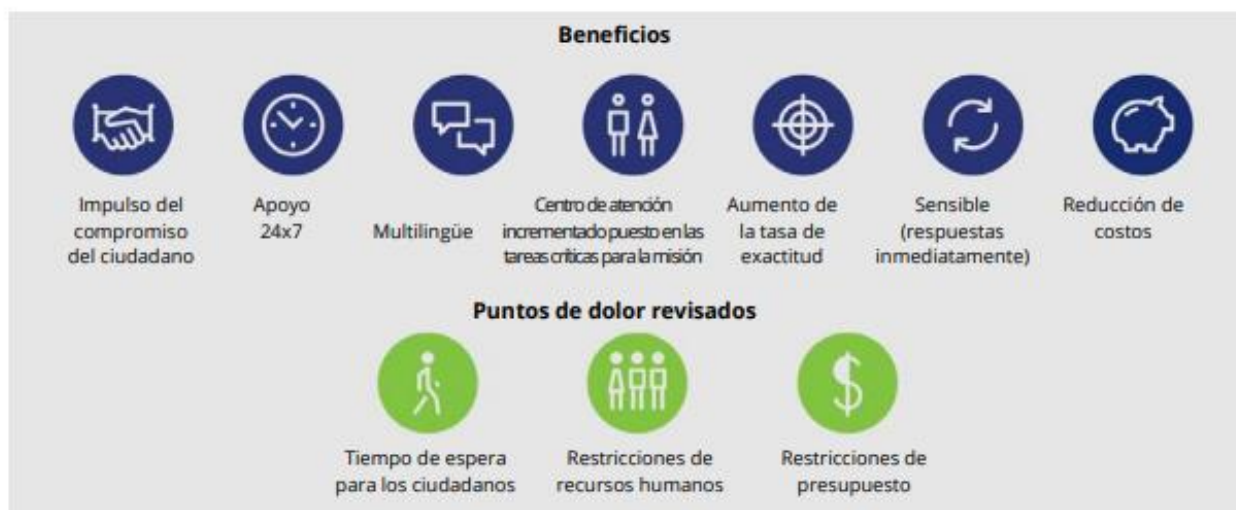 Beneficios
Impulso del
compromiso
del ciudadano
Apoyo
24x7
Multilingüe
Centro de atención
incrementado puesto en las
tareas críticas para la misión
Aumento de
la tasa de
exactitud
Sensible
(respuestas
inmediatamente)
Reducción de
costos
Puntos de dolor revisados
Tiempo de espera
para los ciudadanos
Restricciones de
recursos humanos
Restricciones de
presupuesto